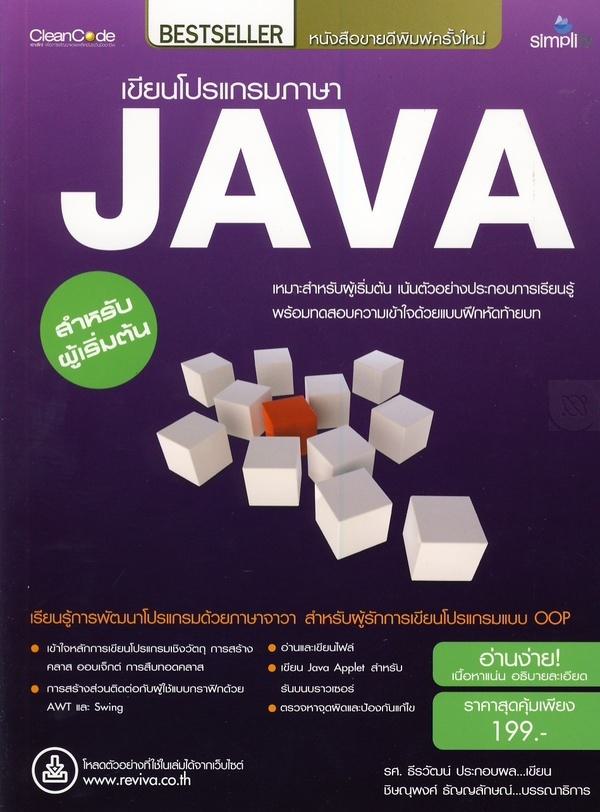 CleanCode
BESTSELLER
หนังสือขายดีพิมพ์ครั้งใหม่
simplify
เขียนโปรแกรมภาษา
JAVA
เหมาะสำหรับผู้เริ่มต้น เน้นตัวอย่างประกอบการเรียนรู้
พร้อมทดสอบความเข้าใจด้วยแบบฝึกหัดท้ายบท
สำหรับ
ผู้เริ่มต้น
เรียนรู้การพัฒนาโปรแกรมด้วยภาษาจาวา สำหรับผู้รักการเขียนโปรแกรมแบบ OOP
เข้าใจหลักการเขียนโปรแกรมเชิงวัตถุ การสร้าง
คลาส ออบเจ็กต์ การสืบทอดคลาส
การสร้างส่วนติดต่อกับผู้ใช้แบบกราฟิกด้วย
AWT และ Swing
อ่านและเขียนไฟล์
เขียน Java Applet สำหรับ
รันบนบราวเซอร์
ตรวจหาจุดผิดและป้องกันแก้ไข
อ่านง่าย!
เนื้อหาแน่น อธิบายละเอียด
ราคาสุดคุ้มเพียง
199.-
โหลดตัวอย่างที่ใช้ในเล่มได้จากเว็บไซต์
www.reviva.co.th
รศ. ธีรวัฒน์ ประกอบผล...เขียน
ชิษณุพงศ์ ธัญญลักษณ์...บรรณาธิการ